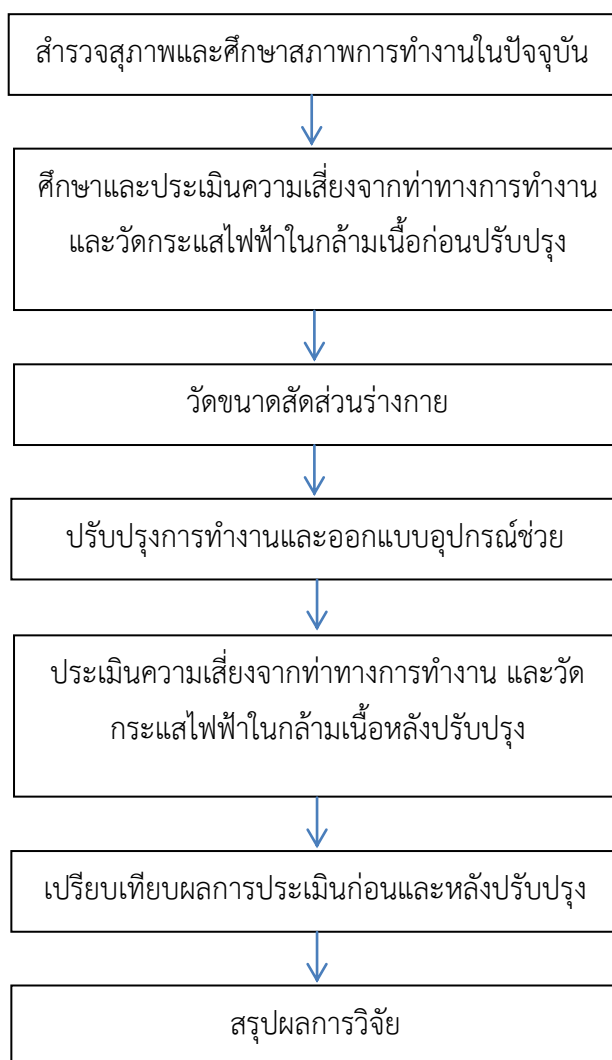 สำรวจสุภาพและศึกษาสภาพการทำงานในปัจจุบัน
ศึกษาและประเมินความเสี่ยงจากท่าทางการทำงาน
และวัดกระแสไฟฟ้าในกล้ามเนื้อก่อนปรับปรุง
วัดขนาดสัดส่วนร่างกาย
ปรับปรุงการทำงานและออกแบบอุปกรณ์ช่วย
ประเมินความเสี่ยงจากท่าทางการทำงาน และวัด
กระแสไฟฟ้าในกล้ามเนื้อหลังปรับปรุง
เปรียบเทียบผลการประเมินก่อนและหลังปรับปรุง
สรุปผลการวิจัย